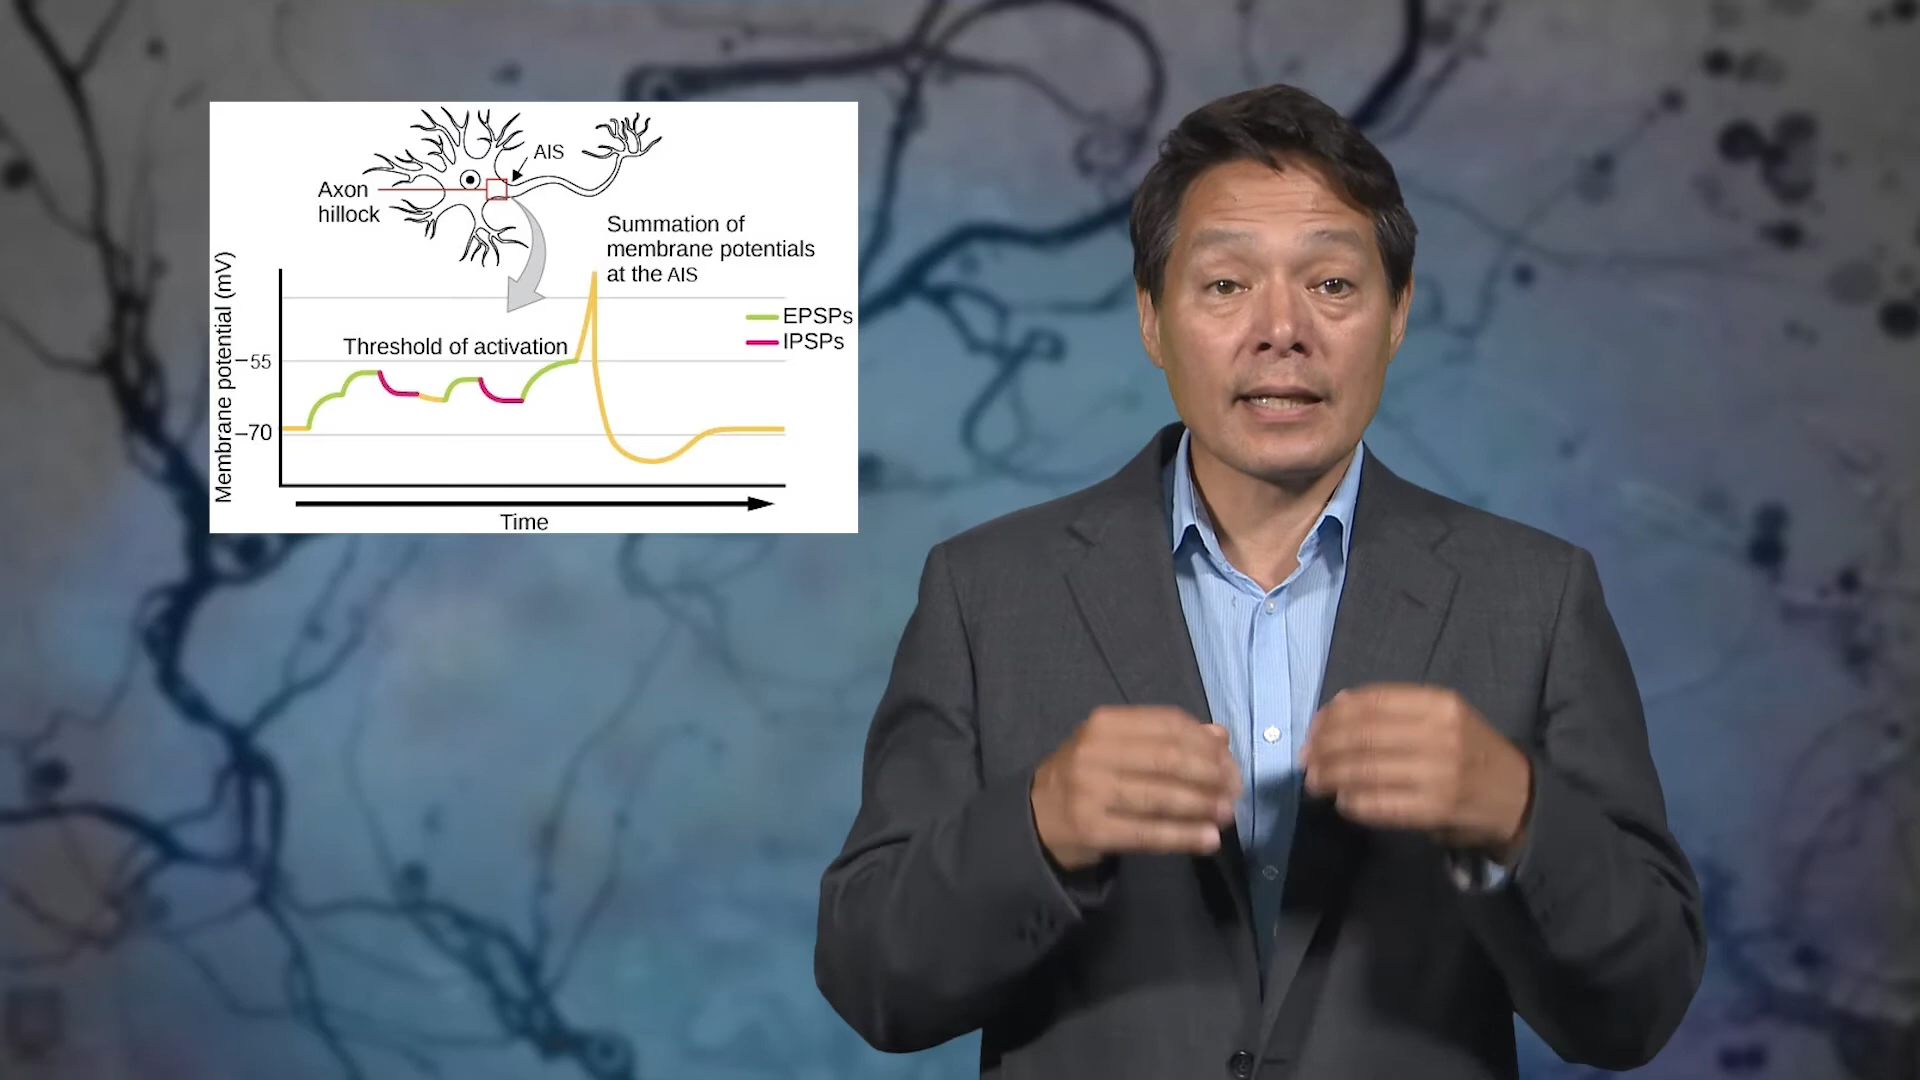 AIS
Axon
hillock
Summation of
membrane potentials
at the AIS
EPSPs
IPSPs
Threshold of activation
Membrane potential (mV)
−55
−70
Time